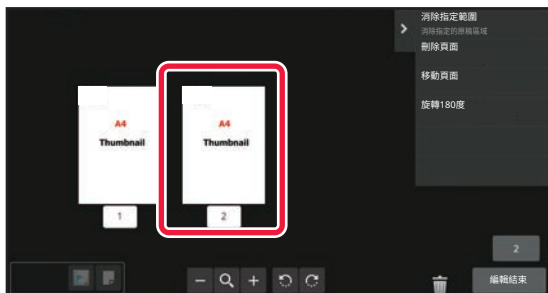 消除指定範圍
消除指定的原稿區域
刪除頁面
移動頁面
旋轉180度
A4
Thumbnail
A4
Thumbnail
1
2
2
編輯結束